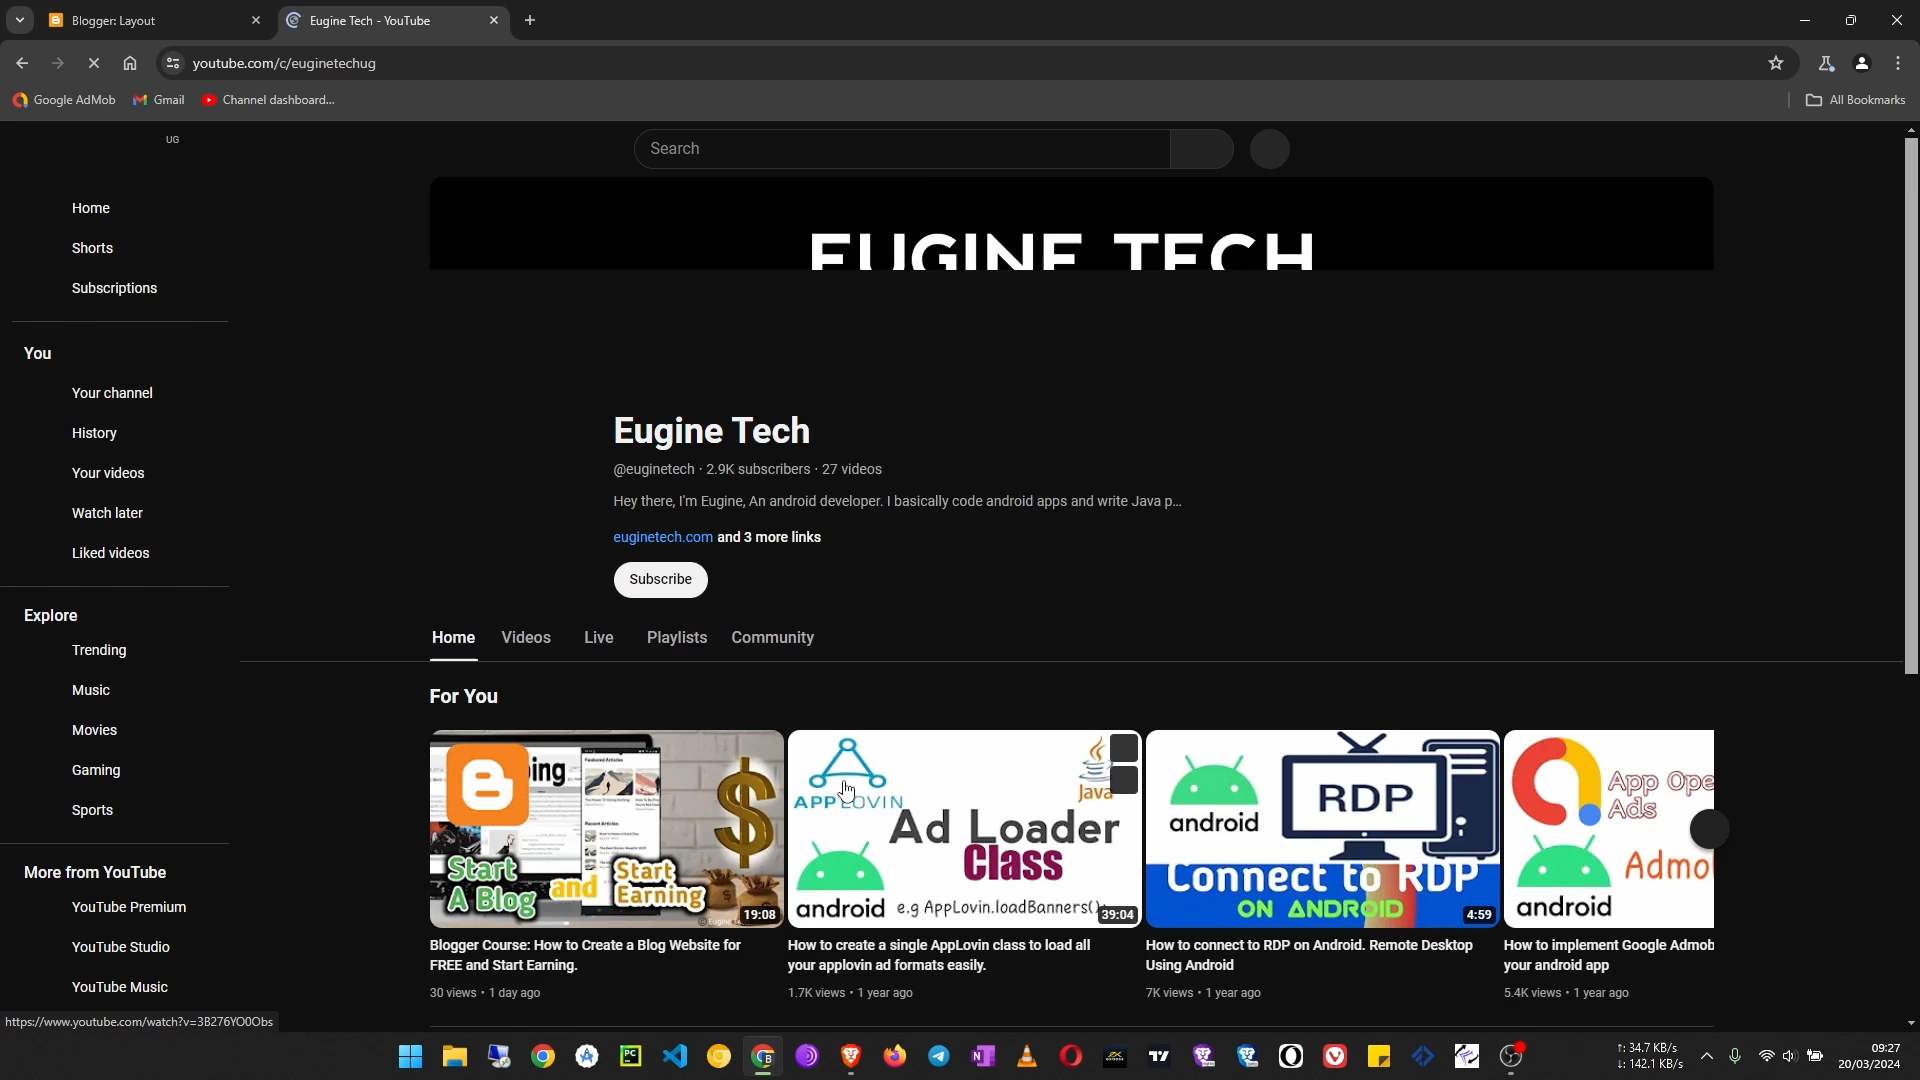 Blogger: Layout
Eugine Tech - YouTube
youtube.com/c/euginetechug
Google AdMob
Gmail
Channel dashboard...
All Bookmarks
UG
Search
Home
Shorts
Subscriptions
You
Your channel
History
Your videos
Watch later
Liked videos
Explore
Trending
Music
Movies
Gaming
Sports
More from YouTube
YouTube Premium
YouTube Studio
YouTube Music
EUGINE TECH
Eugine Tech
@euginetech · 2.9K subscribers · 27 videos
Hey there, I'm Eugine, An android developer. I basically code android apps and write Java p...
euginetech.com and 3 more links
Subscribe
Home Videos Live Playlists Community
For You
ing
Start
A Blog
and
Start
Earning
19:08
Blogger Course: How to Create a Blog Website for
FREE and Start Earning.
30 views • 1 day ago
APPLOVIN
Java
Ad Loader
Class
android
e.g AppLovin.loadBanners();
39:04
How to create a single AppLovin class to load all
your applovin ad formats easily.
1.7K views • 1 year ago
android
RDP
Connect to RDP
ON ANDROID
4:59
How to connect to RDP on Android. Remote Desktop
Using Android
7K views • 1 year ago
App Ope
Ads
Admo
android
How to implement Google Admob
your android app
5.4K views • 1 year ago
https://www.youtube.com/watch?v=3B276YO0Obs
↑: 34.7 KB/s
↓: 142.1 KB/s
09:27
20/03/2024